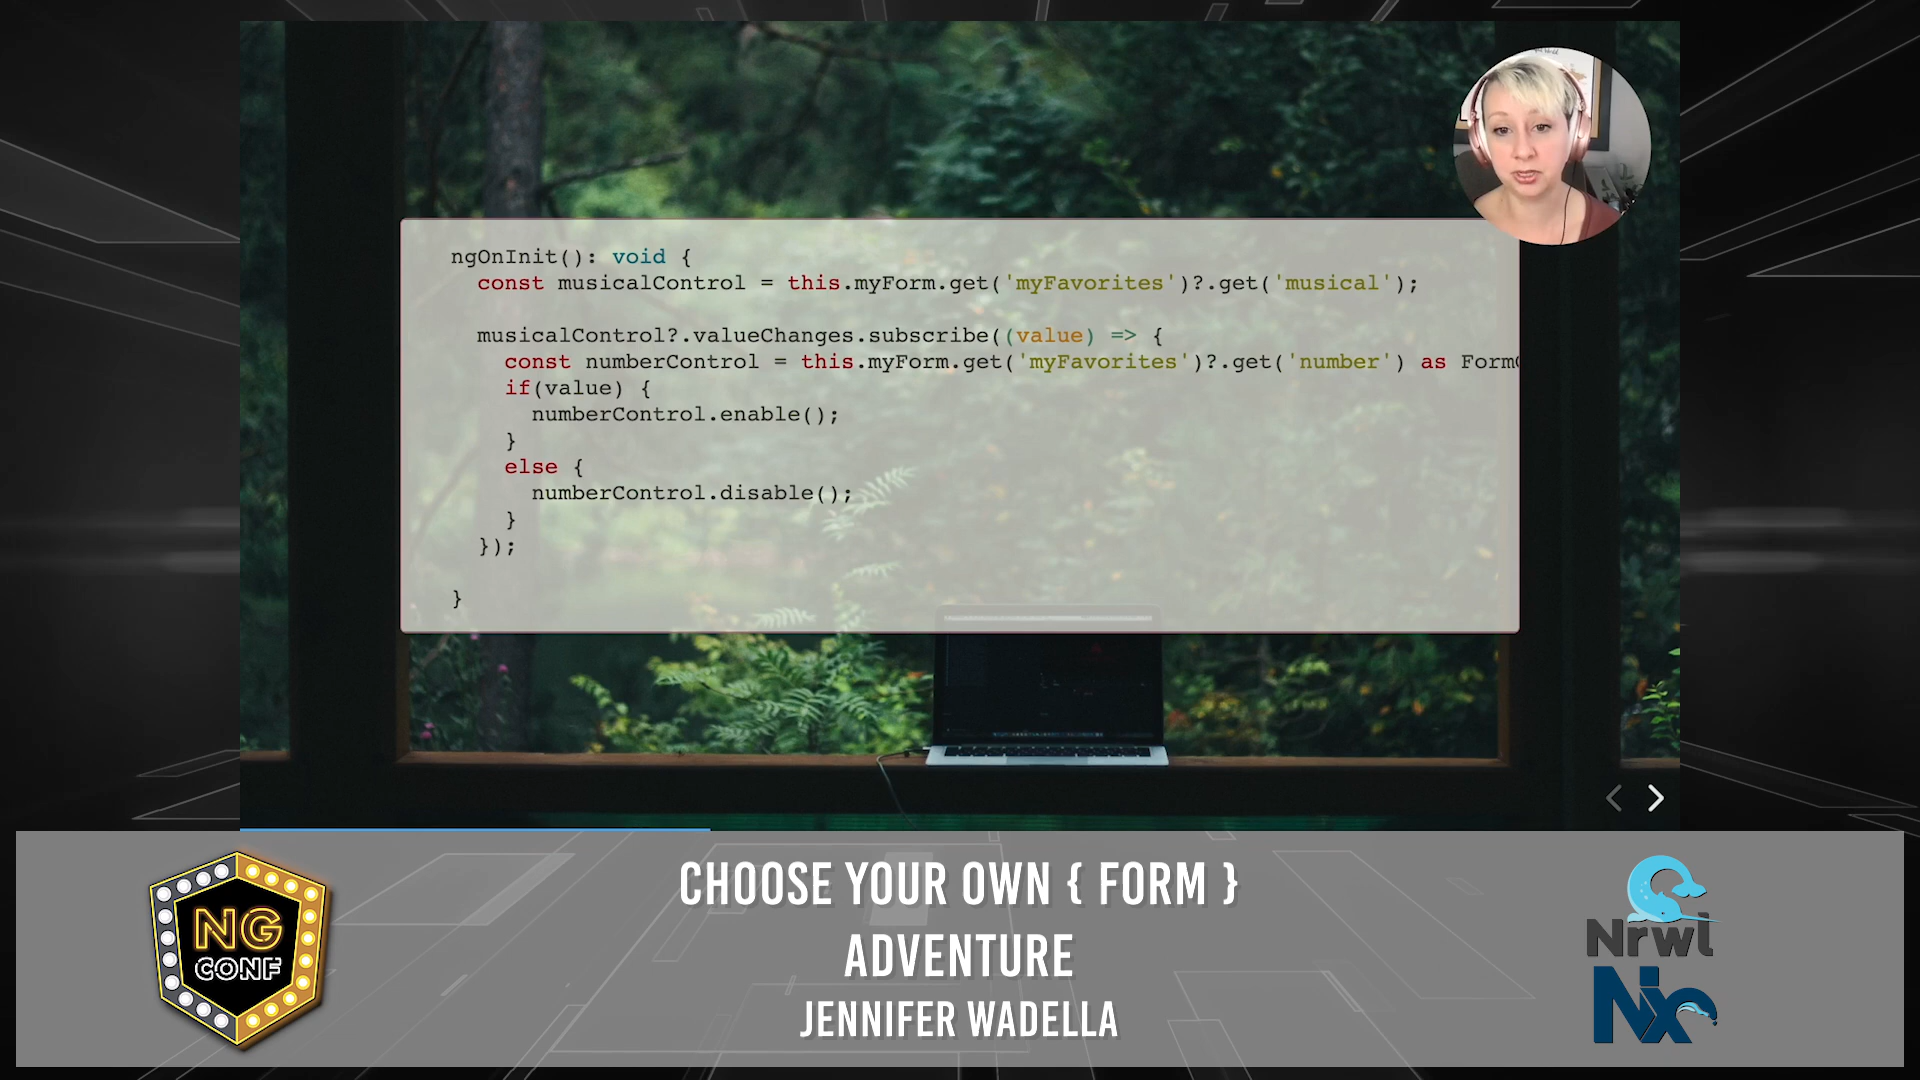 ngOnInit(): void {
const musicalControl = this.myForm.get('myFavorites')?.get('musical');
musicalControl?.valueChanges.subscribe((value) => {
const numberControl = this.myForm.get('myFavorites')?.get('number') as Form
if(value) {
numberControl.enable();
}
else {
numberControl.disable();
}
});
}
CHOOSE YOUR OWN { FORM }
ADVENTURE
JENNIFER WADELLA
NG
CONF
Nrwl
Nx